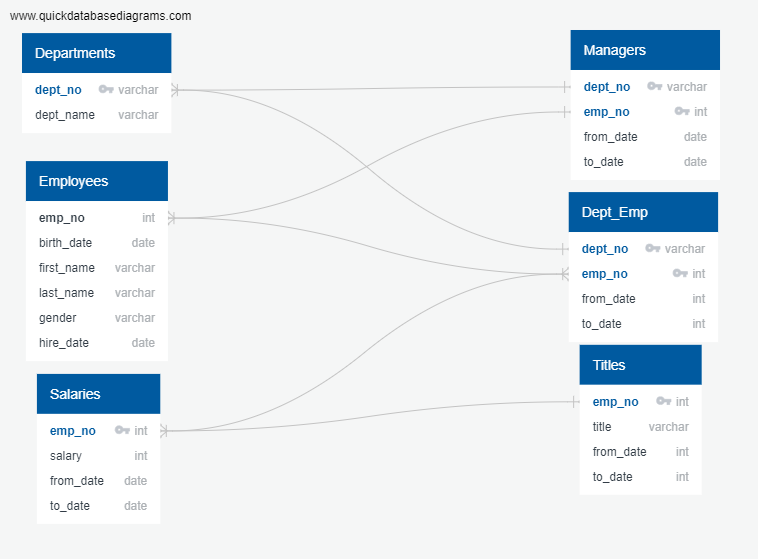 www.quickdatabasediagrams.com
Departments
dept_no varchar
dept_name varchar
Employees
emp_no int
birth_date date
first_name varchar
last_name varchar
gender varchar
hire_date date
Salaries
emp_no int
salary int
from_date date
to_date date
Managers
dept_no varchar
emp_no int
from_date date
to_date date
Dept_Emp
dept_no varchar
emp_no int
from_date int
to_date int
Titles
emp_no int
title varchar
from_date int
to_date int